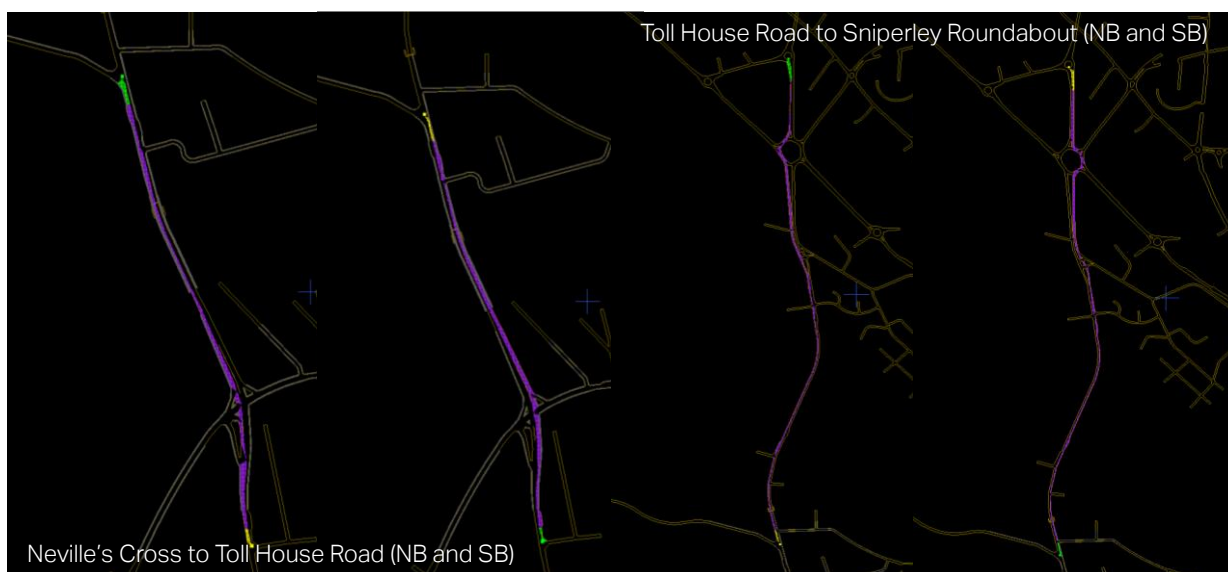 Toll House Road to Sniperley Roundabout (NB and SB)
Neville's Cross to Toll House Road (NB and SB)